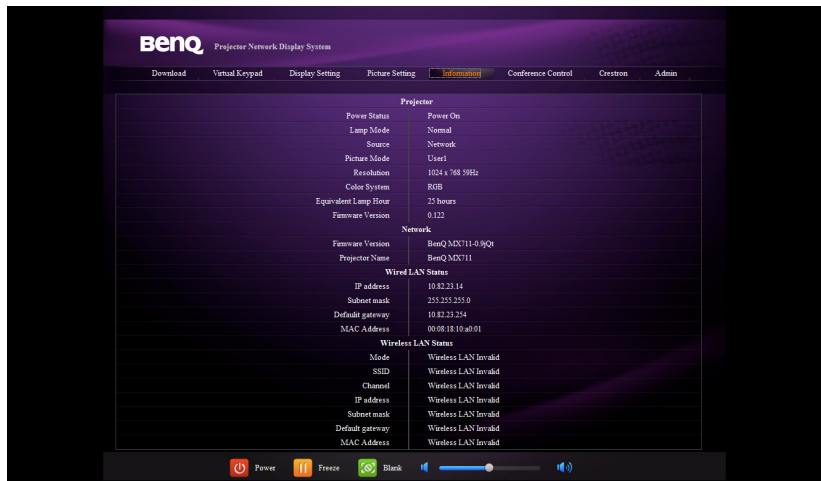 BenQ Projector Network Display System
Download Virtual Keypad Display Setting Picture Setting Information Conference Control Crestron Admin
Projector
Power Status Power On
Lamp Mode Normal
Source Network
Picture Mode User1
Resolution 1024 x 768 59Hz
Color System RGB
Equivalent Lamp Hour 25 hours
Firmware Version 0.122
Network
Firmware Version BenQ MX711-0.9jQt
Projector Name BenQ MX711
Wired LAN Status
IP address 10.82.23.14
Subnet mask 255.255.255.0
Default gateway 10.82.23.254
MAC Address 00:08:18:10:a0:01
Wireless LAN Status
Mode Wireless LAN Invalid
SSID Wireless LAN Invalid
Channel Wireless LAN Invalid
IP address Wireless LAN Invalid
Subnet mask Wireless LAN Invalid
Default gateway Wireless LAN Invalid
MAC Address Wireless LAN Invalid
Power Freeze Blank